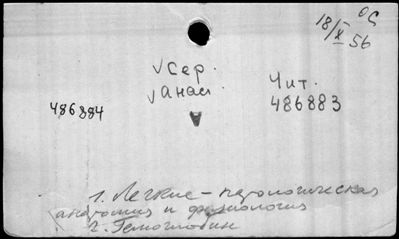 ОС
18/X 56
√Сер.
√Анал.
Чит.
486884
486883
1. Легкие - патологическая
анатомия и физиология
2. Гемоглобин